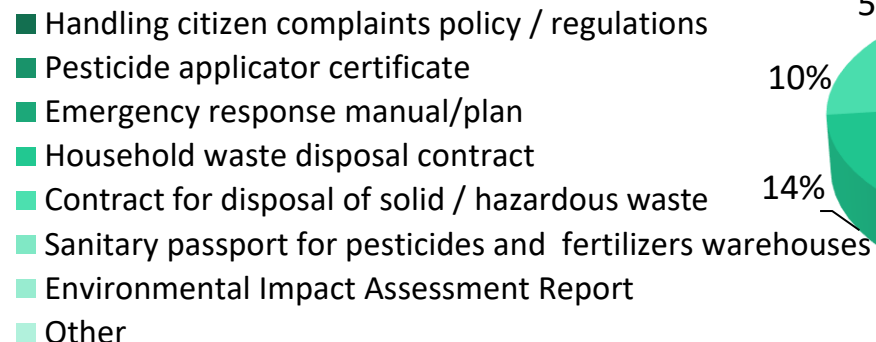 Handling citizen complaints policy / regulations
Pesticide applicator certificate
Emergency response manual/plan
Household waste disposal contract
Contract for disposal of solid / hazardous waste
Sanitary passport for pesticides and fertilizers warehouses
Environmental Impact Assessment Report
Other
10%
14%